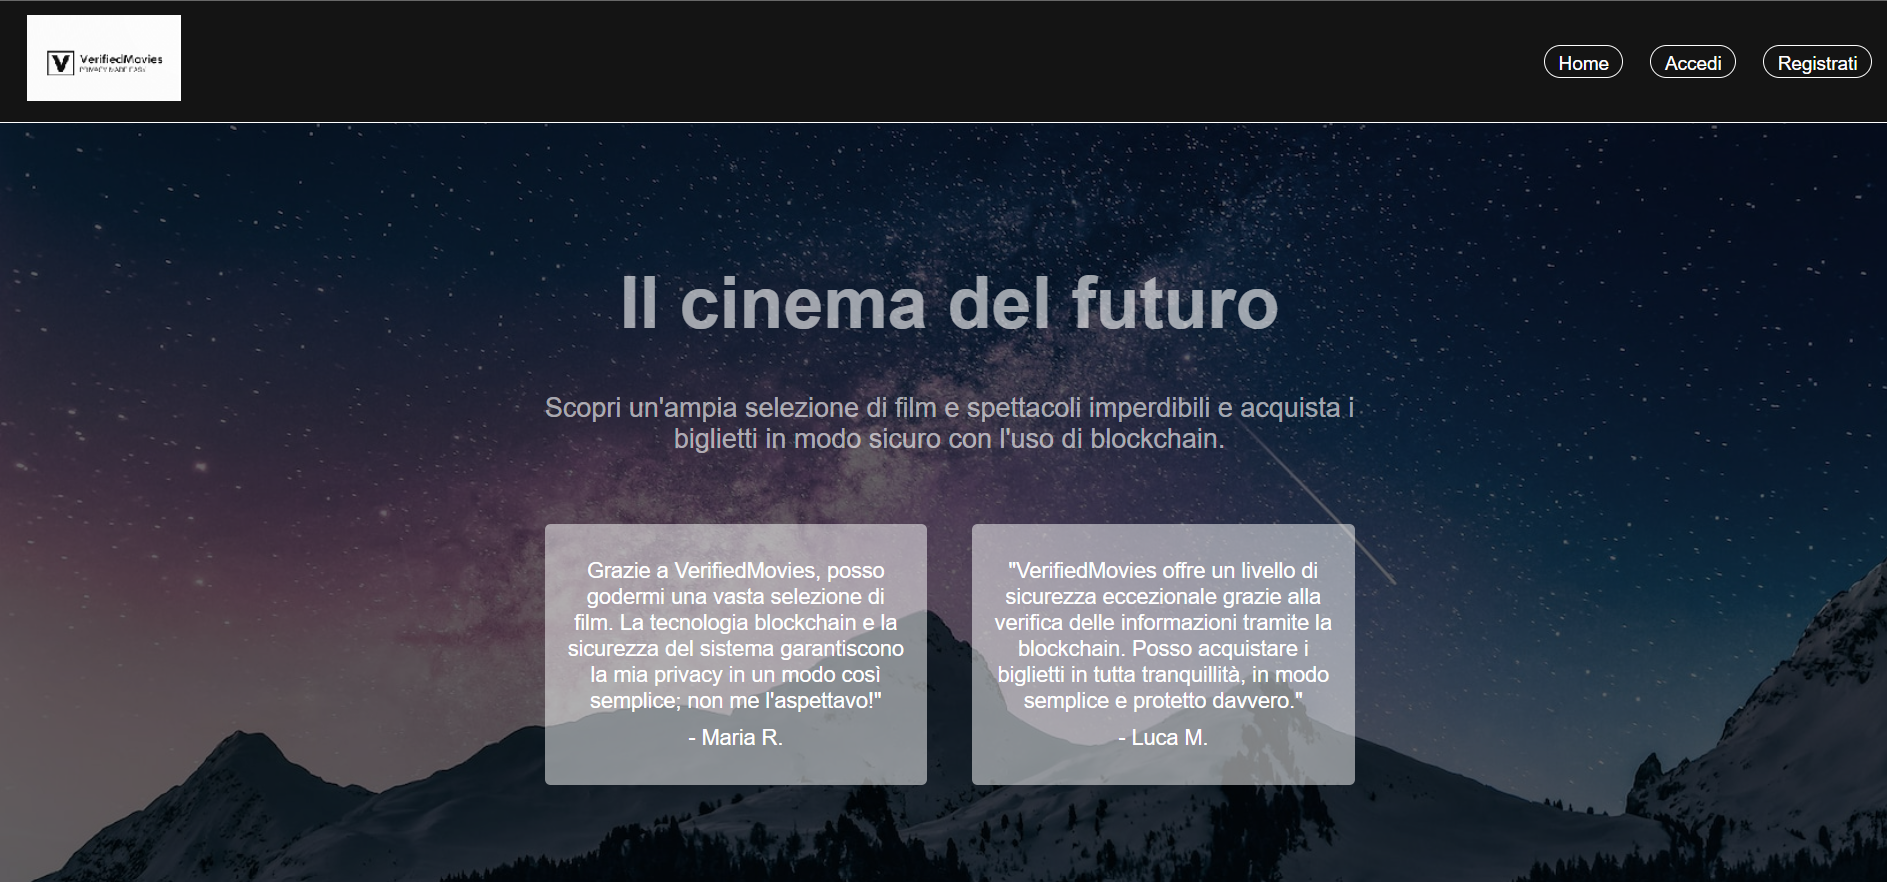 VerifiedMovies
PRIVACY MADE EASY
Home
Accedi
Registrati
Il cinema del futuro
Scopri un'ampia selezione di film e spettacoli imperdibili e acquista i
biglietti in modo sicuro con l'uso di blockchain.
Grazie a VerifiedMovies, posso
godermi una vasta selezione di
film. La tecnologia blockchain e la
sicurezza del sistema garantiscono
la mia privacy in un modo così
semplice; non me l'aspettavo!"
- Maria R.
"VerifiedMovies offre un livello di
sicurezza eccezionale grazie alla
verifica delle informazioni tramite la
blockchain. Posso acquistare i
biglietti in tutta tranquillità, in modo
semplice e protetto davvero."
- Luca M.